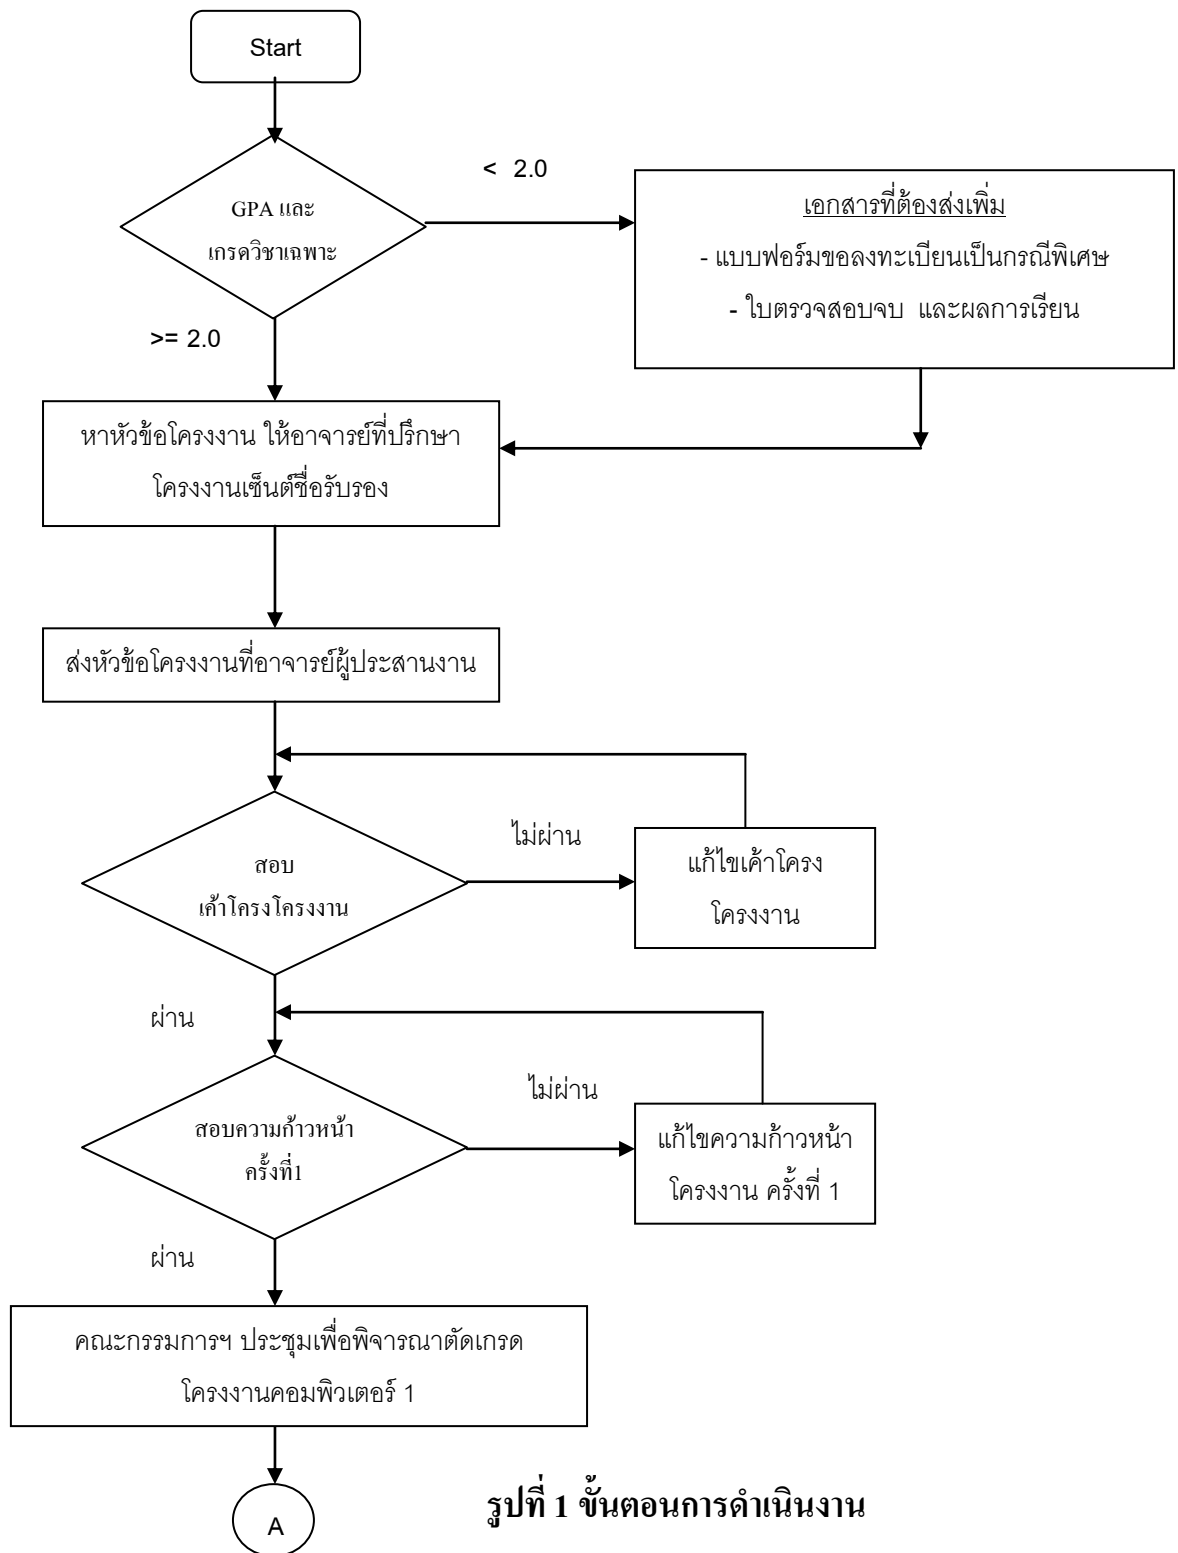 Start
< 2.0
GPA และ
เกรดวิชาเฉพาะ
เอกสารที่ต้องส่งเพิ่ม
- แบบฟอร์มขอลงทะเบียนเป็นกรณีพิเศษ
- ใบตรวจสอบจบ และผลการเรียน
>= 2.0
หาหัวข้อโครงงาน ให้อาจารย์ที่ปรึกษา
โครงงานเซ็นต์ชื่อรับรอง
ส่งหัวข้อโครงงานที่อาจารย์ผู้ประสานงาน
สอบ
เค้าโครงโครงงาน
ไม่ผ่าน
แก้ไขเค้าโครง
โครงงาน
ผ่าน
สอบความก้าวหน้า
ครั้งที่1
ไม่ผ่าน
แก้ไขความก้าวหน้า
โครงงาน ครั้งที่ 1
ผ่าน
คณะกรรมการฯ ประชุมเพื่อพิจารณาตัดเกรด
โครงงานคอมพิวเตอร์ 1
A
รูปที่ 1 ขั้นตอนการดำเนินงาน